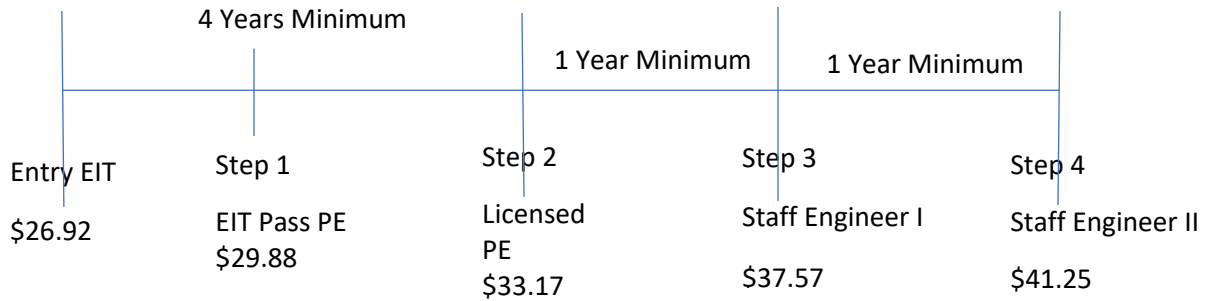 4 Years Minimum
1 Year Minimum
1 Year Minimum
Entry EIT
$26.92
Step 1
EIT Pass PE
$29.88
Step 2
Licensed
PE
$33.17
Step 3
Staff Engineer I
$37.57
Step 4
Staff Engineer II
$41.25